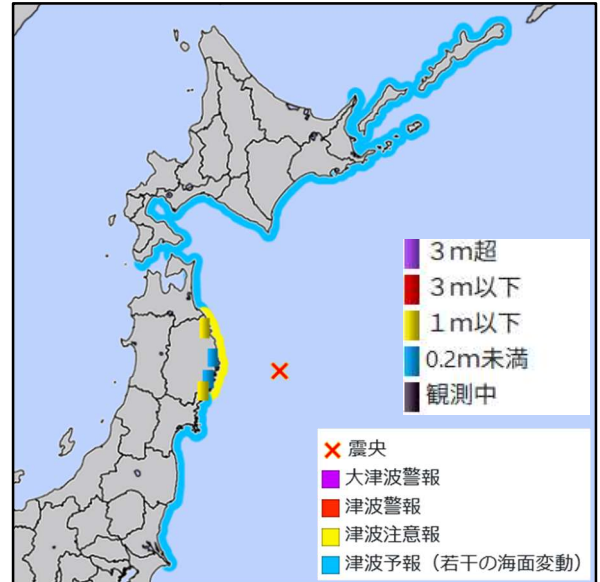 3m超
3m以下
1m以下
0.2m未満
観測中
震央
大津波警報
津波警報
津波注意報
津波予報（若干の海面変動）